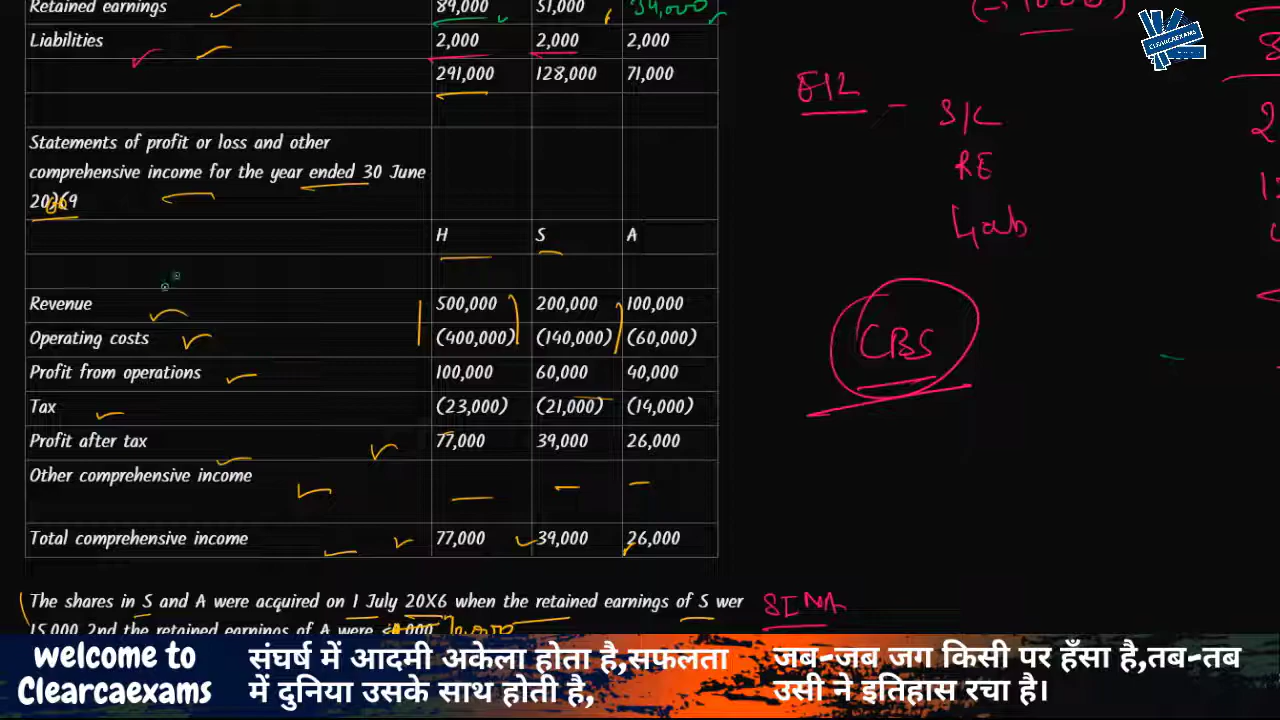 Retained earnings 89,000 51,000 34,000
Liabilities 2,000 2,000 2,000
291,000 128,000 71,000
Statements of profit or loss and other
comprehensive income for the year ended 30 June
H S A
Revenue 500,000 200,000 100,000
Operating costs (400,000) (140,000) (60,000)
Profit from operations 100,000 60,000 40,000
Tax (23,000) (21,000) (14,000)
Profit after tax 77,000 39,000 26,000
Other comprehensive income
Total comprehensive income 77,000 39,000 26,000
The shares in S and A were acquired on 1 July 20X6 when the retained earnings of S wer
15,000 2nd the retained earnings of A were
S/C
RE
CBS
CLEARCAEXAMS
welcome to
Clearcaexams
संघर्ष में आदमी अकेला होता है,सफलता
में दुनिया उसके साथ होती है,
जब-जब जग किसी पर हँसा है,तब-तब
उसी ने इतिहास रचा है।